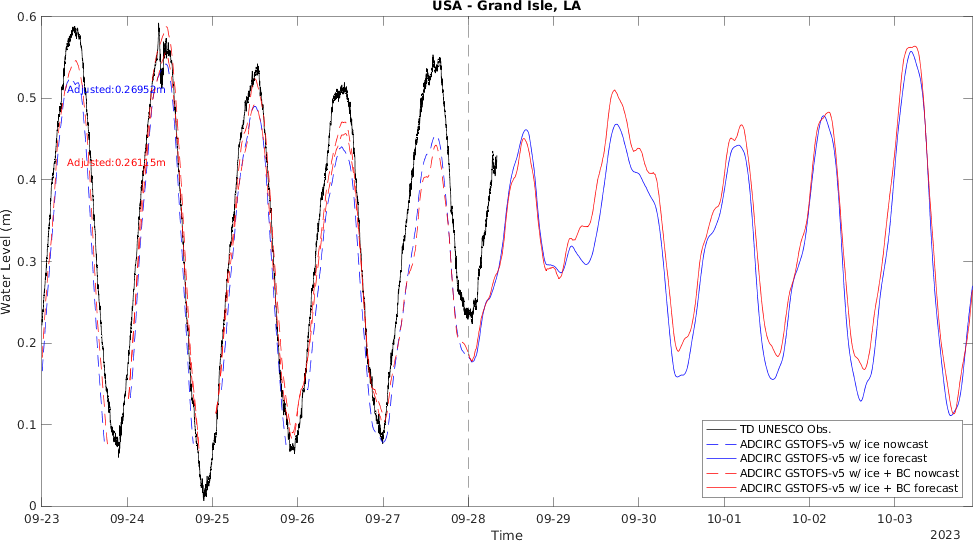 USA - Grand Isle, LA
0.6
0.5
0.4
0.3
0.2
0.1
0
Water Level (m)
Adjusted:0.26952m
Adjusted:0.26115m
TD UNESCO Obs.
ADCIRC GSTOFS-v5 w/ ice nowcast
ADCIRC GSTOFS-v5 w/ ice forecast
ADCIRC GSTOFS-v5 w/ ice + BC nowcast
ADCIRC GSTOFS-v5 w/ ice + BC forecast
09-23 09-24 09-25 09-26 09-27 09-28 09-29 09-30 10-01 10-02 10-03
Time
2023